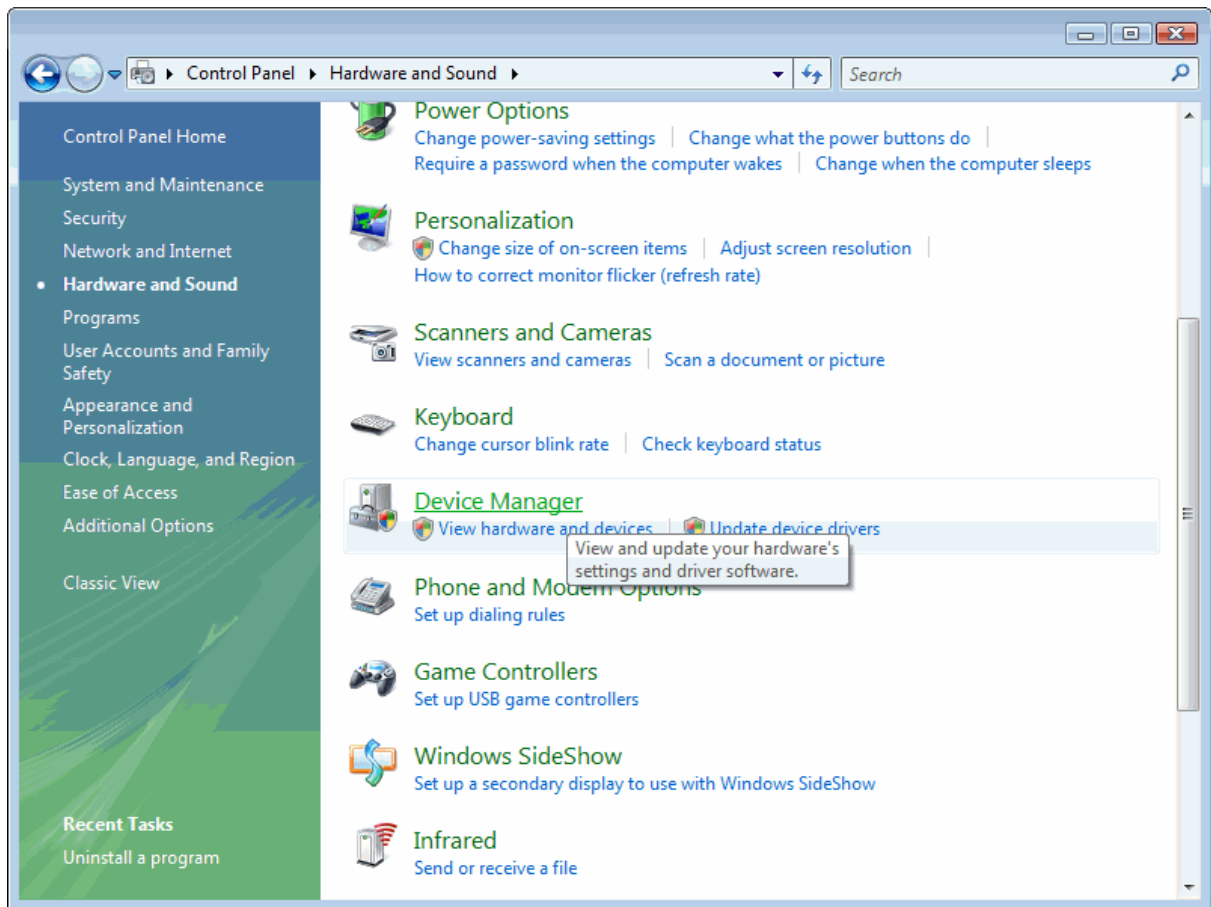 Control Panel Hardware and Sound Search
Control Panel Home
System and Maintenance
Security
Network and Internet
Hardware and Sound
Programs
User Accounts and Family
Safety
Appearance and
Personalization
Clock, Language, and Region
Ease of Access
Additional Options
Classic View
Recent Tasks
Uninstall a program
Power Options
Change power-saving settings Change what the power buttons do
Require a password when the computer wakes Change when the computer sleeps
Personalization
Change size of on-screen items Adjust screen resolution
How to correct monitor flicker (refresh rate)
Scanners and Cameras
View scanners and cameras Scan a document or picture
Keyboard
Change cursor blink rate Check keyboard status
Device Manager
View hardware and devices Update device drivers
View and update your hardware's
settings and driver software.
Phone and Modem Options
Set up dialing rules
Game Controllers
Set up USB game controllers
Windows SideShow
Set up a secondary display to use with Windows SideShow
Infrared
Send or receive a file